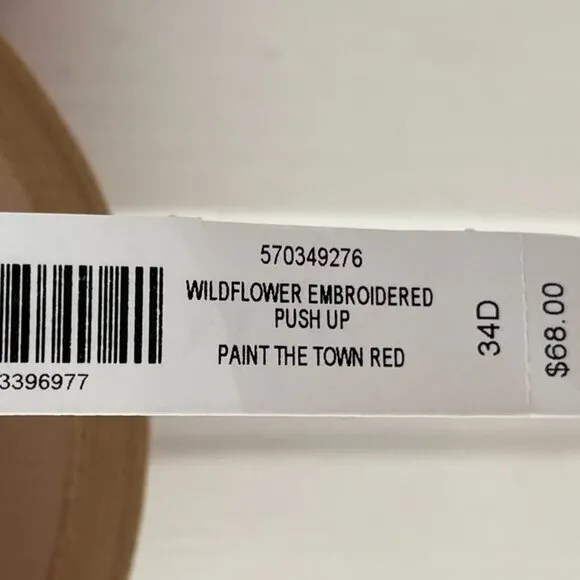 570349276
WILDFLOWER EMBROIDERED
PUSH UP
PAINT THE TOWN RED
3396977
34D
$68.00